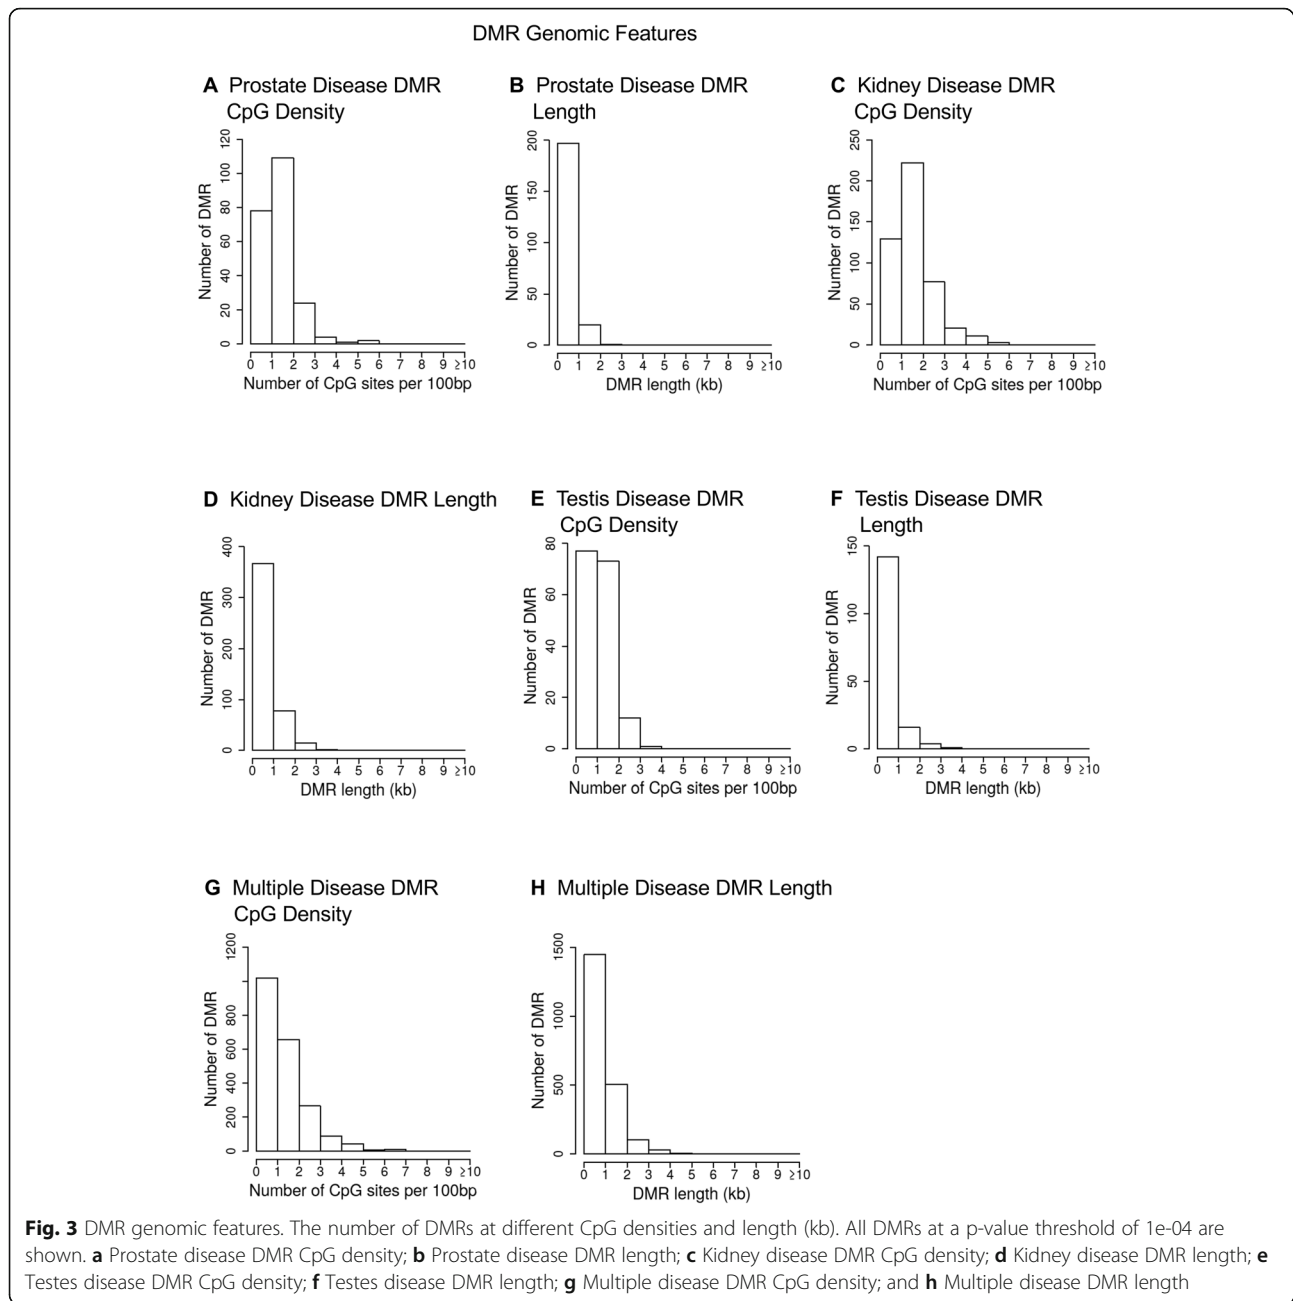 DMR Genomic Features
A Prostate Disease DMR
CpG Density
Number of DMR
120
100
80
60
40
20
0
0 1 2 3 4 5 6 7 8 9 ≥10
Number of CpG sites per 100bp
B Prostate Disease DMR
Length
Number of DMR
200
150
100
50
0
0 1 2 3 4 5 6 7 8 9 ≥10
DMR length (kb)
C Kidney Disease DMR
CpG Density
Number of DMR
250
200
150
100
50
0
0 1 2 3 4 5 6 7 8 9 ≥10
Number of CpG sites per 100bp
D Kidney Disease DMR Length
Number of DMR
400
300
200
100
0
0 1 2 3 4 5 6 7 8 9 ≥10
DMR length (kb)
E Testis Disease DMR
CpG Density
Number of DMR
80
60
40
20
0
0 1 2 3 4 5 6 7 8 9 ≥10
Number of CpG sites per 100bp
F Testis Disease DMR
Length
Number of DMR
150
100
50
0
0 1 2 3 4 5 6 7 8 9 ≥10
DMR length (kb)
G Multiple Disease DMR
CpG Density
Number of DMR
1200
800
600
400
200
0
0 1 2 3 4 5 6 7 8 9 ≥10
Number of CpG sites per 100bp
H Multiple Disease DMR Length
Number of DMR
1500
1000
500
0
0 1 2 3 4 5 6 7 8 9 ≥10
DMR length (kb)
Fig. 3 DMR genomic features. The number of DMRs at different CpG densities and length (kb). All DMRs at a p-value threshold of 1e-04 are
shown. a Prostate disease DMR CpG density; b Prostate disease DMR length; c Kidney disease DMR CpG density; d Kidney disease DMR length; e
Testes disease DMR CpG density; f Testes disease DMR length; g Multiple disease DMR CpG density; and h Multiple disease DMR length